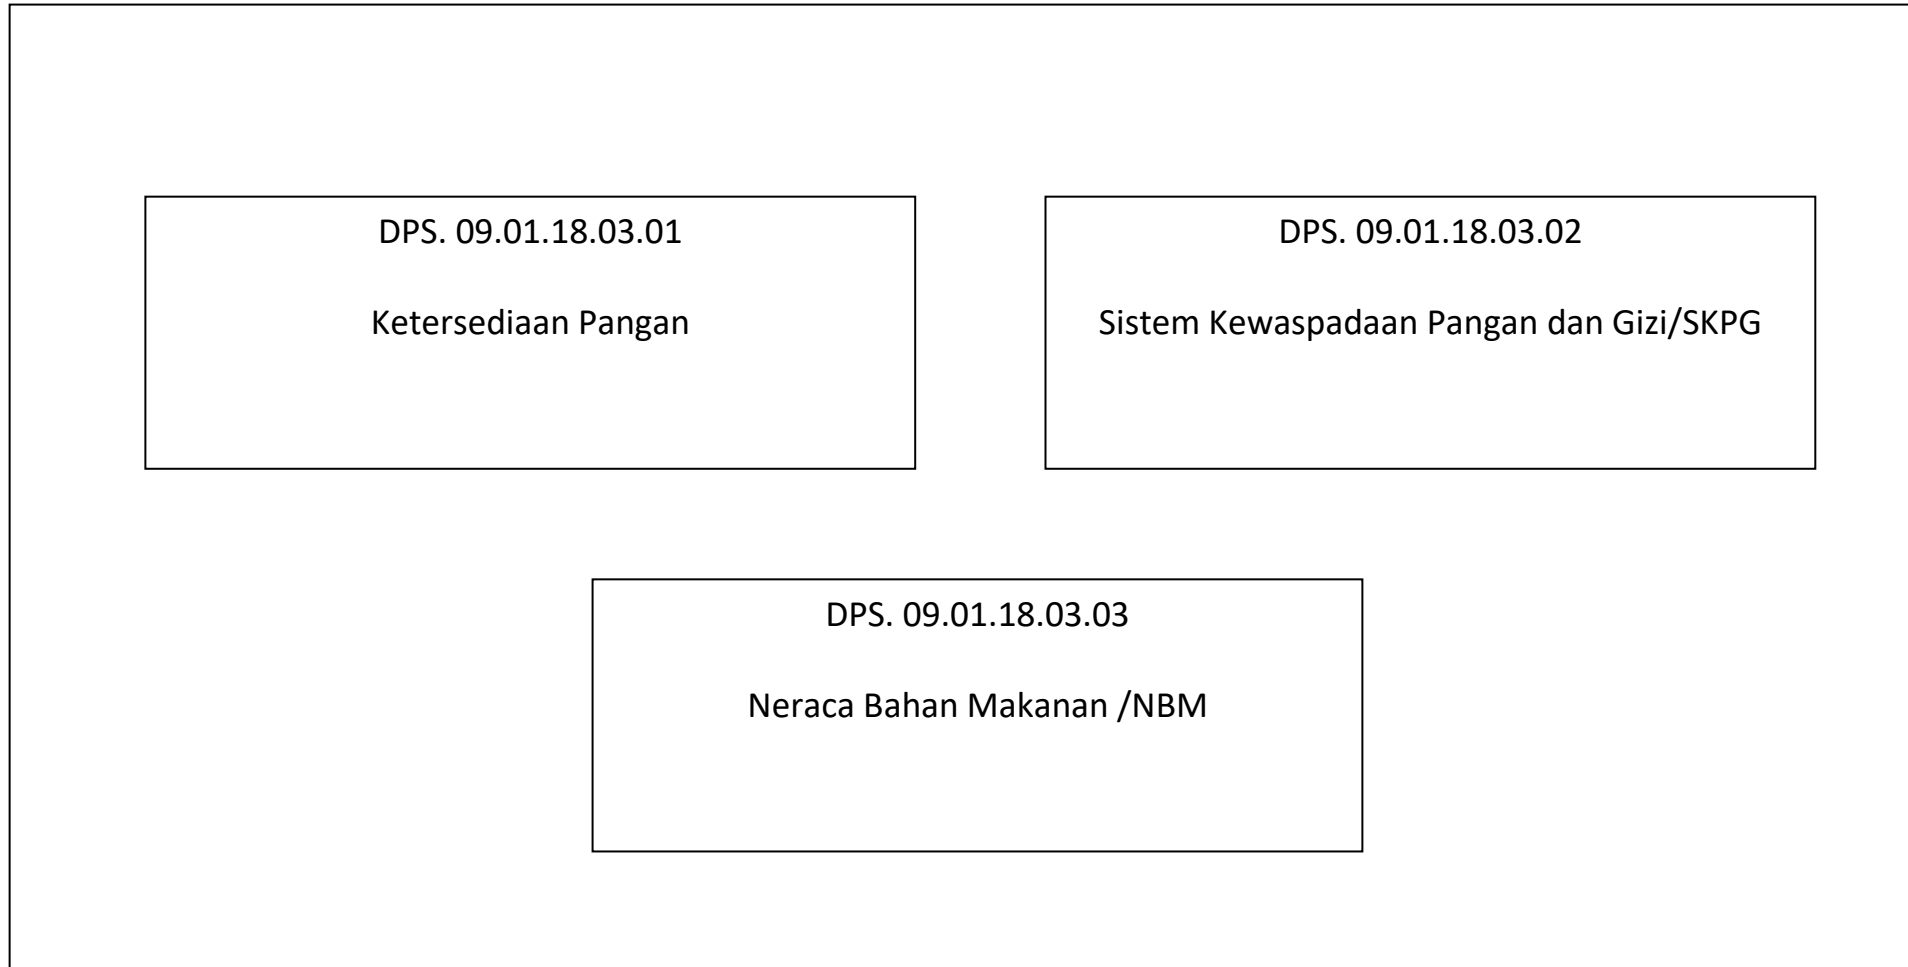 DPS. 09.01.18.03.01
Ketersediaan Pangan
DPS. 09.01.18.03.02
Sistem Kewaspadaan Pangan dan Gizi/SKPG
DPS. 09.01.18.03.03
Neraca Bahan Makanan /NBM